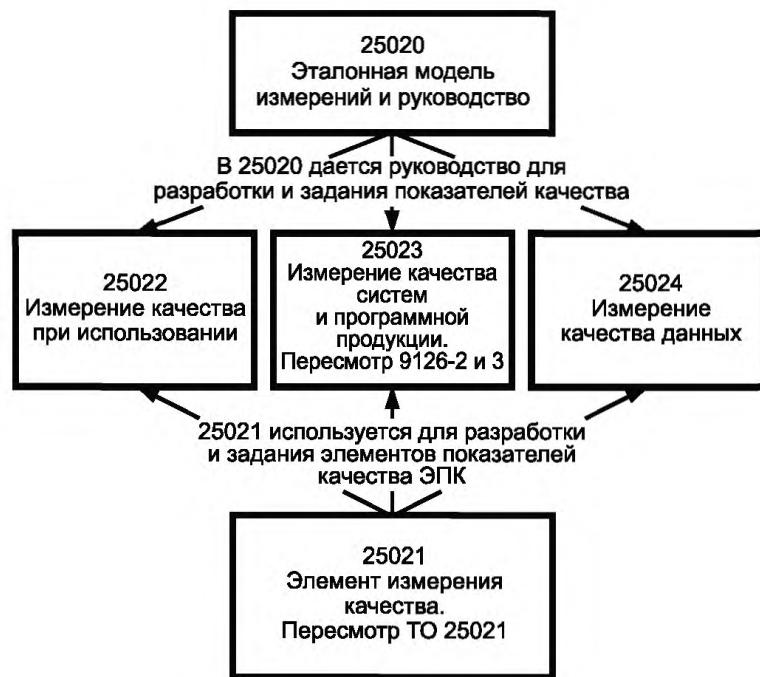 25020
Эталонная модель
измерений и руководство
В 25020 дается руководство для
разработки и задания показателей качества
25022
Измерение качества
при использовании
25023
Измерение качества
систем
и программной
продукции.
Пересмотр 9126-2 и 3
25024
Измерение
качества данных
25021 используется для разработки
и задания элементов показателей
качества ЭПК
25021
Элемент измерения
качества.
Пересмотр ТО 25021